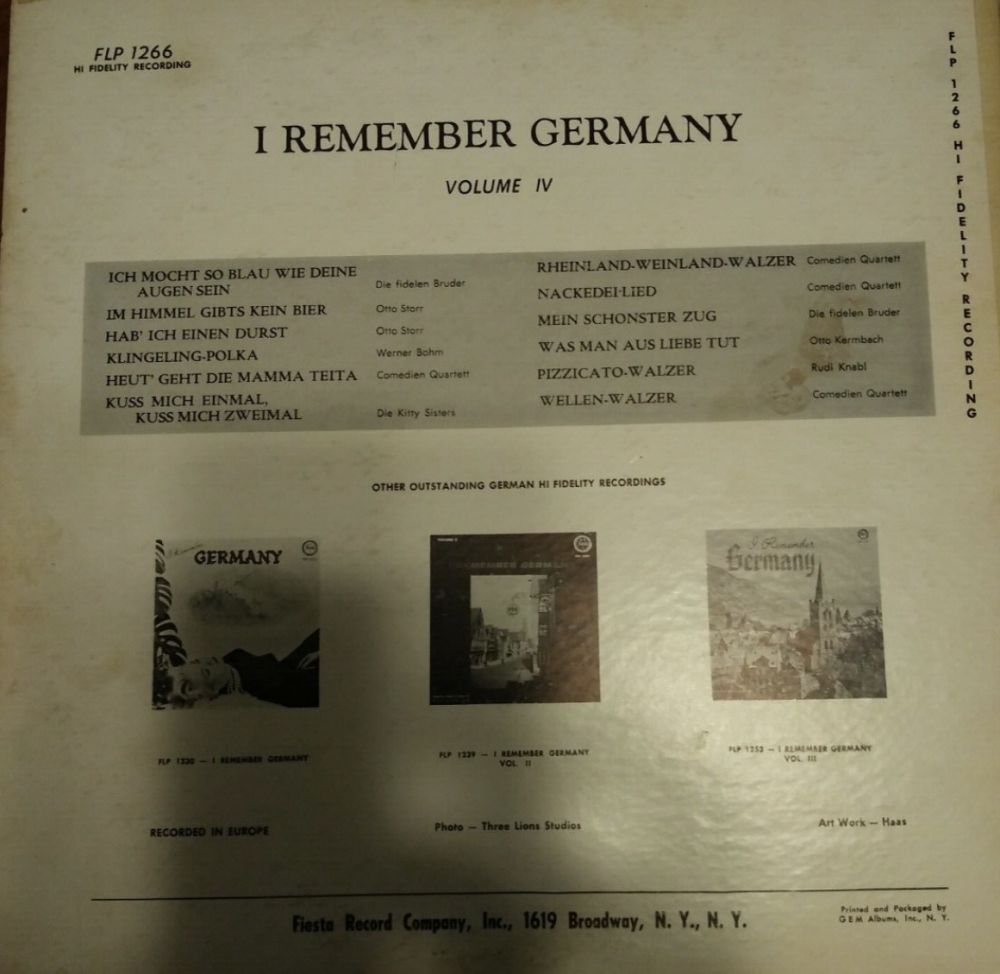 FLP 1266
HI FIDELITY RECORDING
FLP 1266 HI FIDELITY RECORDING
I REMEMBER GERMANY
VOLUME IV
ICH MOCHT SO BLAU WIE DEINE
AUGEN SEIN Die fidelen Bruder
IM HIMMEL GIBTS KEIN BIER Otto Storr
HAB' ICH EINEN DURST Otto Storr
KLINGELING-POLKA Werner Bohm
HEUT' GEHT DIE MAMMA TEITA Comedien Quartett
KUSS MICH EINMAL,
KUSS MICH ZWEIMAL Die Kitty Sisters
RHEINLAND-WEINLAND-WALZER Comedien Quartett
NACKEDEI-LIED Comedien Quartett
MEIN SCHONSTER ZUG Die fidelen Bruder
WAS MAN AUS LIEBE TUT Otto Kermbach
PIZZICATO-WALZER Rudi Knabl
WELLEN-WALZER Comedien Quartett
OTHER OUTSTANDING GERMAN HI FIDELITY RECORDINGS
GERMANY
I REMEMBER GERMANY
I Remember
Germany
FLP 1230 — I REMEMBER GERMANY
FLP 1239 — I REMEMBER GERMANY
VOL. II
FLP 1253 — I REMEMBER GERMANY
VOL. III
RECORDED IN EUROPE
Photo — Three Lions Studios
Art Work — Haas
Fiesta Record Company, Inc., 1619 Broadway, N. Y., N. Y.
Printed and Packaged by
GEM Albums, Inc., N. Y.